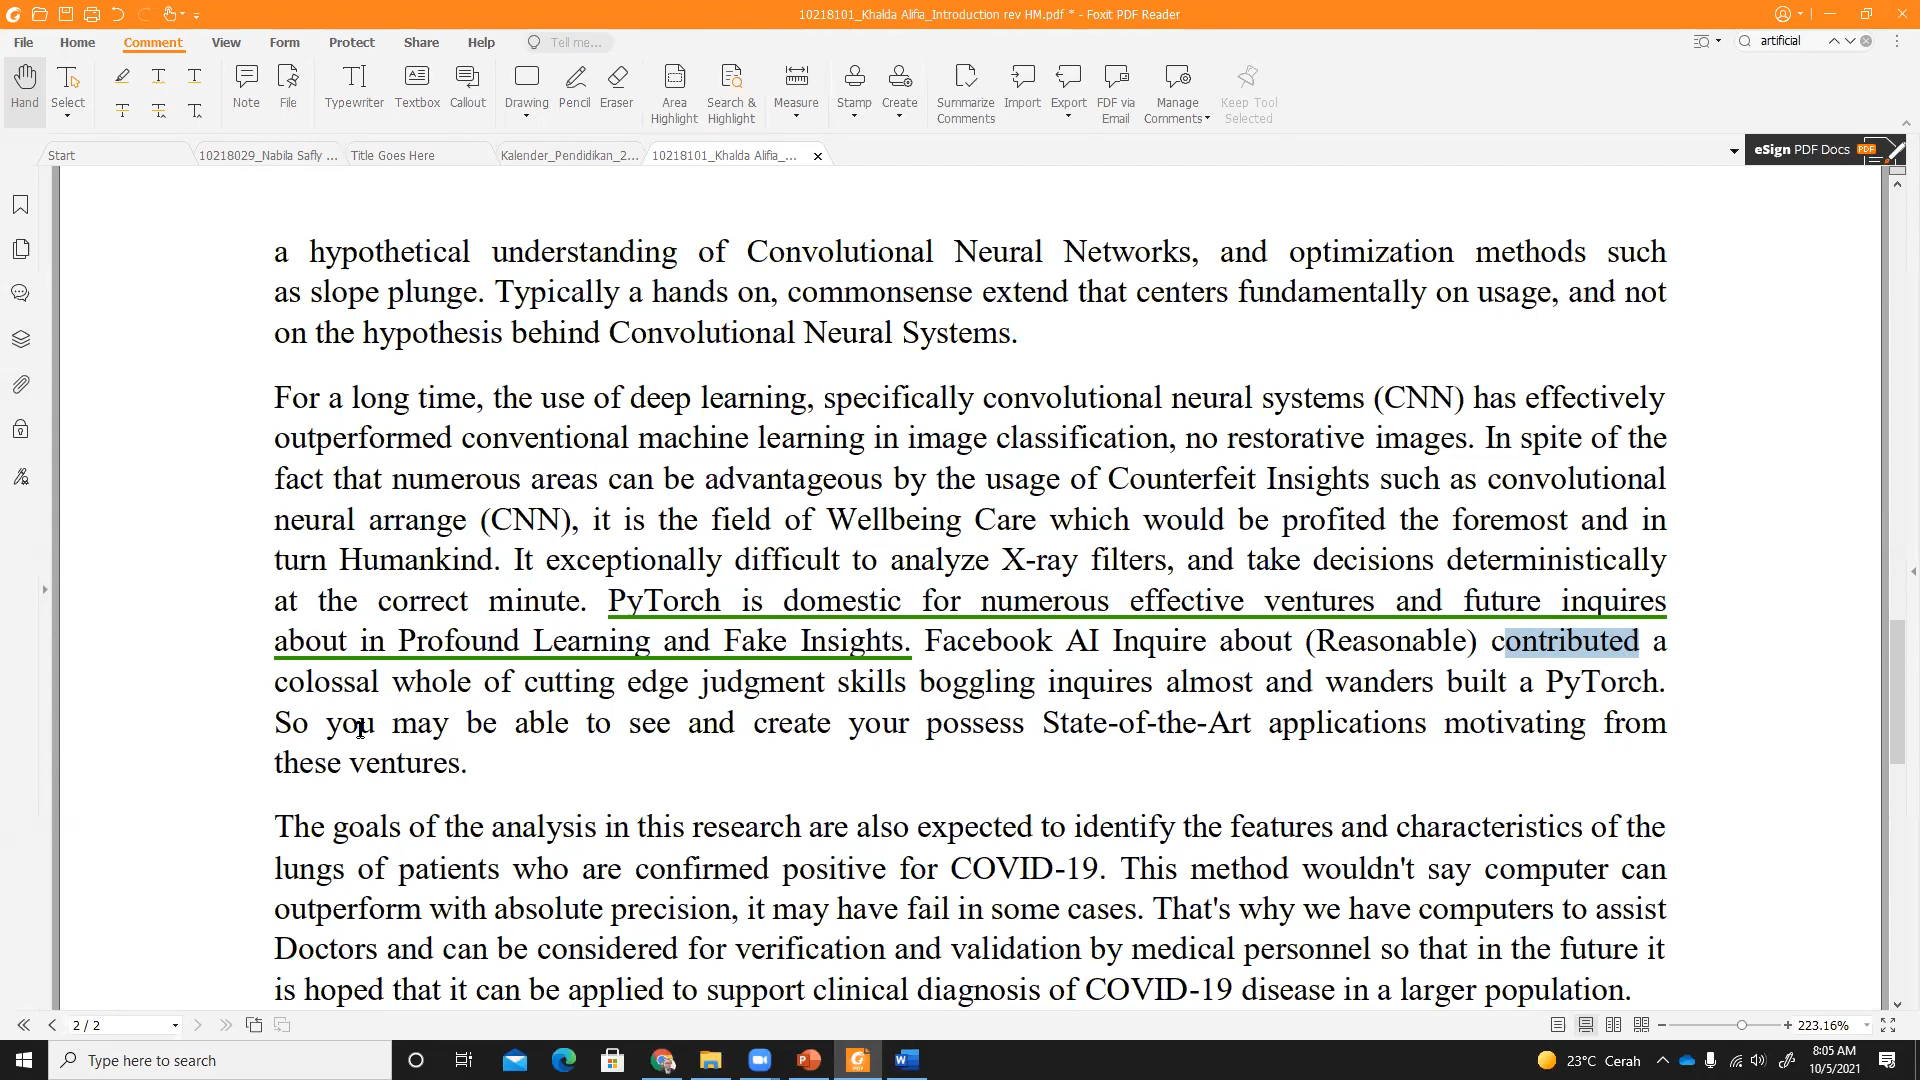 10218101_Khalda Alifia_Introduction rev HM.pdf * - Foxit PDF Reader
File Home Comment View Form Protect Share Help Tell me... artificial
Hand Select Note File Typewriter Textbox Callout Drawing Pencil Eraser Area Highlight Search & Highlight Measure Stamp Create Summarize Comments Import Export FDF via Email Manage Comments Keep Tool Selected
Start 10218029_Nabila Safly ... Title Goes Here Kalender_Pendidikan_2... 10218101_Khalda Alifia_... eSign PDF Docs PDF
a hypothetical understanding of Convolutional Neural Networks, and optimization methods such
as slope plunge. Typically a hands on, commonsense extend that centers fundamentally on usage, and not
on the hypothesis behind Convolutional Neural Systems.
For a long time, the use of deep learning, specifically convolutional neural systems (CNN) has effectively
outperformed conventional machine learning in image classification, no restorative images. In spite of the
fact that numerous areas can be advantageous by the usage of Counterfeit Insights such as convolutional
neural arrange (CNN), it is the field of Wellbeing Care which would be profited the foremost and in
turn Humankind. It exceptionally difficult to analyze X-ray filters, and take decisions deterministically
at the correct minute. PyTorch is domestic for numerous effective ventures and future inquires
about in Profound Learning and Fake Insights. Facebook AI Inquire about (Reasonable) contributed a
colossal whole of cutting edge judgment skills boggling inquires almost and wanders built a PyTorch.
So you may be able to see and create your possess State-of-the-Art applications motivating from
these ventures.
The goals of the analysis in this research are also expected to identify the features and characteristics of the
lungs of patients who are confirmed positive for COVID-19. This method wouldn't say computer can
outperform with absolute precision, it may have fail in some cases. That's why we have computers to assist
Doctors and can be considered for verification and validation by medical personnel so that in the future it
is hoped that it can be applied to support clinical diagnosis of COVID-19 disease in a larger population.
2 / 2 223.16%
Type here to search 23°C Cerah 8:05 AM
10/5/2021